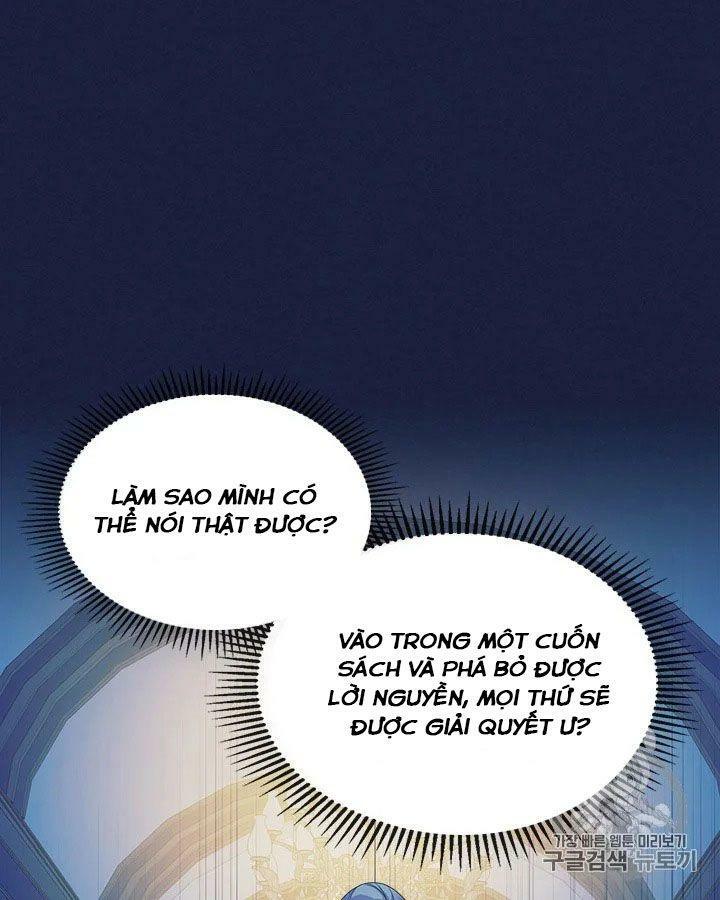 LÀM SAO MÌNH CÓ
THỂ NÓI THẬT ĐƯỢC?
VÀO TRONG MỘT CUỐN
SÁCH VÀ PHÁ BỎ ĐƯỢC
LỜI NGUYỀN, MỌI THỨ SẼ
ĐƯỢC GIẢI QUYẾT Ư?
가장 빠른 웹툰 미리보기
구글검색 뉴토끼